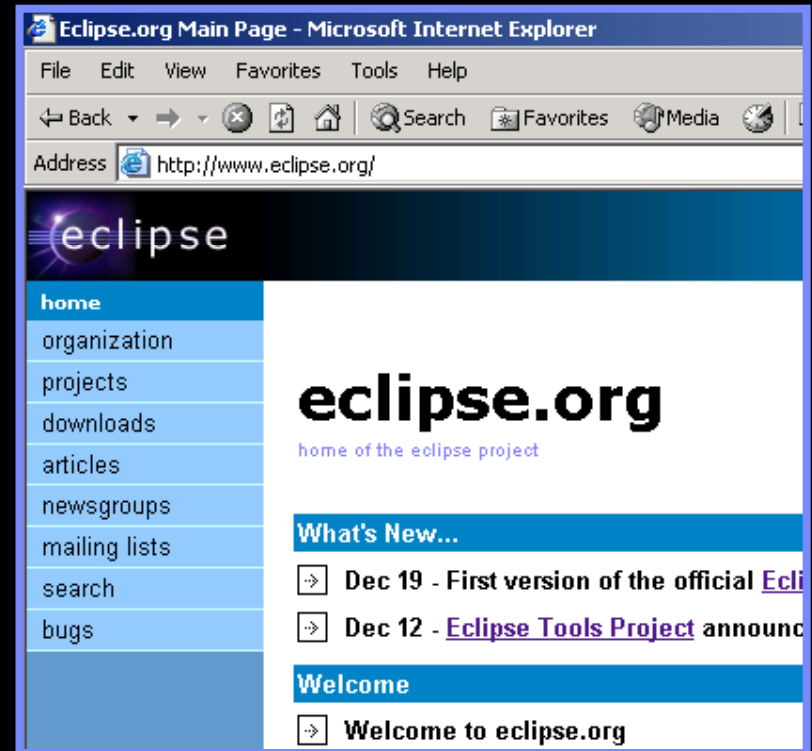 Eclipse.org Main Page - Microsoft Internet Explorer
File Edit View Favorites Tools Help
Back Search Favorites Media
Address http://www.eclipse.org/
eclipse
home
organization
projects
downloads
articles
newsgroups
mailing lists
search
bugs
eclipse.org
home of the eclipse project
What's New...
Dec 19 - First version of the official Ecli
Dec 12 - Eclipse Tools Project announc
Welcome
Welcome to eclipse.org